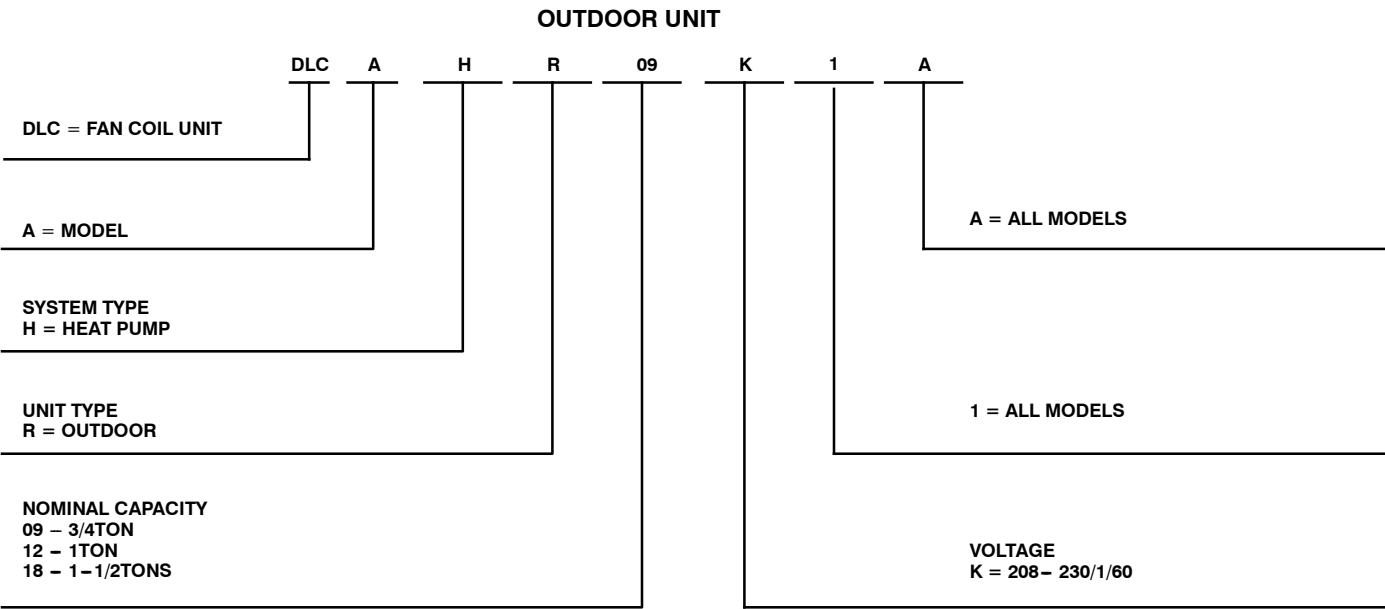 OUTDOOR UNIT
DLC A H R 09 K 1 A
DLC = FAN COIL UNIT
A = MODEL
SYSTEM TYPE
H = HEAT PUMP
UNIT TYPE
R = OUTDOOR
NOMINAL CAPACITY
09 – 3/4TON
12 – 1TON
18 – 1–1/2TONS
A = ALL MODELS
1 = ALL MODELS
VOLTAGE
K = 208– 230/1/60